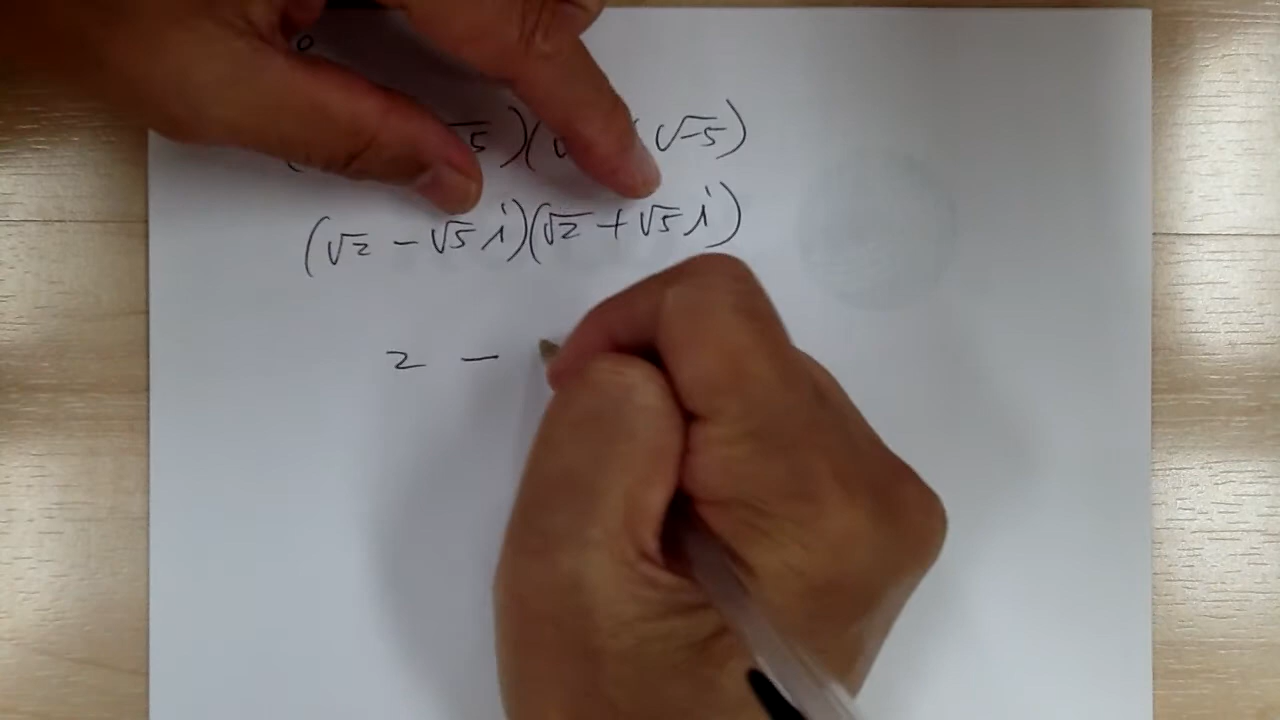 √-5)(√ √-5)
(√2 - √5 i)(√2 + √5 i)
2 -